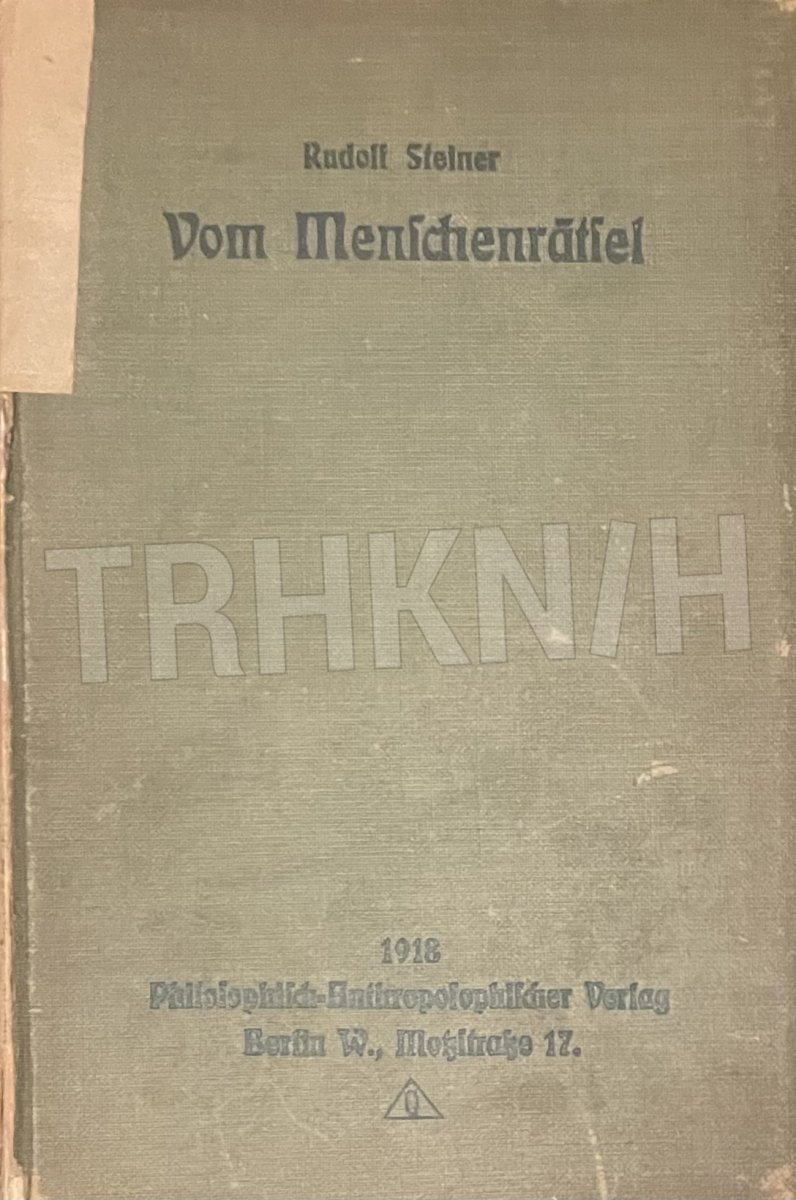 Rudolf Steiner
Vom Menſchenrätſel
TRHKN/H
1918
Philoſophiſch-Anthropoſophiſcher Verlag
Berlin W., Motzſtraße 17.